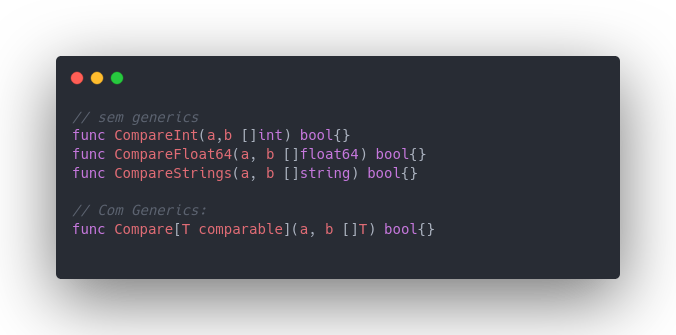 // sem generics
func CompareInt(a,b []int) bool{}
func CompareFloat64(a, b []float64) bool{}
func CompareStrings(a, b []string) bool{}
// Com Generics:
func Compare[T comparable](a, b []T) bool{}